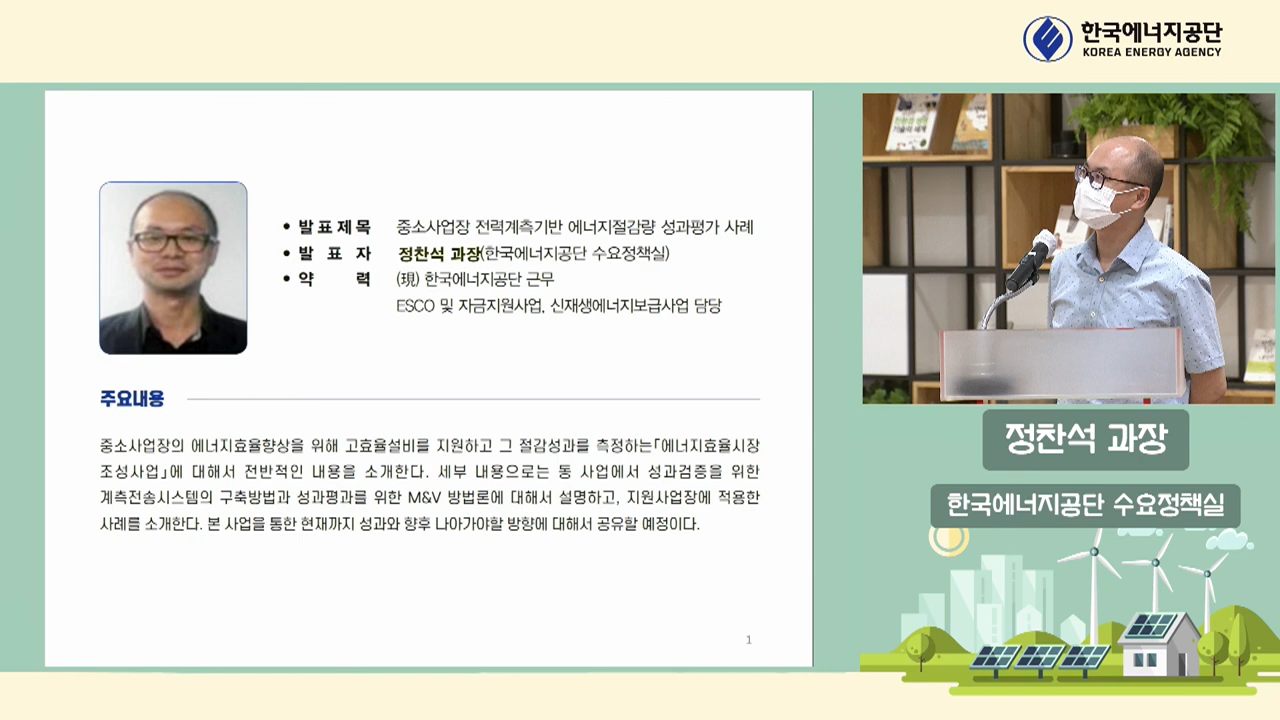 한국에너지공단
KOREA ENERGY AGENCY
• 발표제목 중소사업장 전력계측기반 에너지절감량 성과평가 사례
• 발 표 자 정찬석 과장(한국에너지공단 수요정책실)
• 약 력 (現) 한국에너지공단 근무
ESCO 및 자금지원사업, 신재생에너지보급사업 담당
주요내용
중소사업장의 에너지효율향상을 위해 고효율설비를 지원하고 그 절감성과를 측정하는「에너지효율시장
조성사업」에 대해서 전반적인 내용을 소개한다. 세부 내용으로는 동 사업에서 성과검증을 위한
계측전송시스템의 구축방법과 성과평과를 위한 M&V 방법론에 대해서 설명하고, 지원사업장에 적용한
사례를 소개한다. 본 사업을 통한 현재까지 성과와 향후 나아가야할 방향에 대해서 공유할 예정이다.
1
정찬석 과장
한국에너지공단 수요정책실